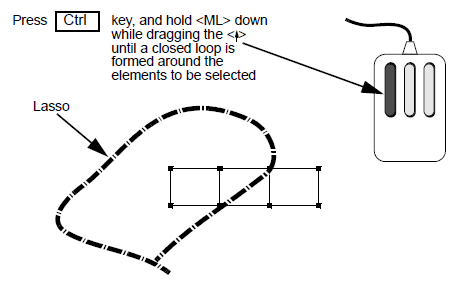 Press Ctrl key, and hold <ML> down
while dragging the <↑>
until a closed loop is
formed around the
elements to be selected
Lasso